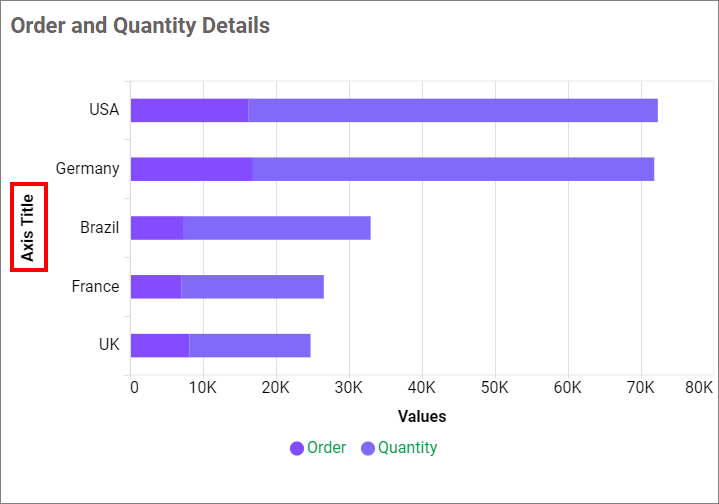 Order and Quantity Details
USA
Germany
Brazil
France
UK
Axis Title
0 10K 20K 30K 40K 50K 60K 70K 80K
Values
Order Quantity